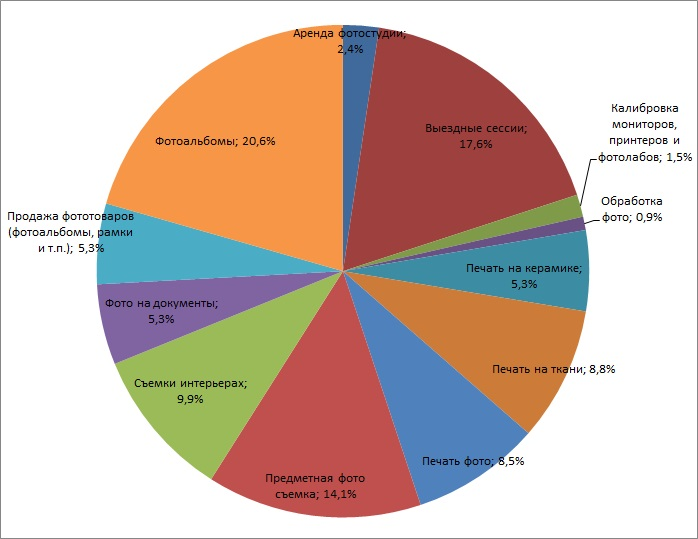 Аренда фотостудии;
2,4%
Выездные сессии;
17,6%
Калибровка
мониторов,
принтеров и
фотолабов; 1,5%
Обработка
фото; 0,9%
Печать на керамике;
5,3%
Печать на ткани; 8,8%
Печать фото; 8,5%
Предметная фото
съемка; 14,1%
Съемки интерьерах;
9,9%
Фото на документы;
5,3%
Продажа фототоваров
(фотоальбомы, рамки
и т.п.); 5,3%
Фотоальбомы; 20,6%